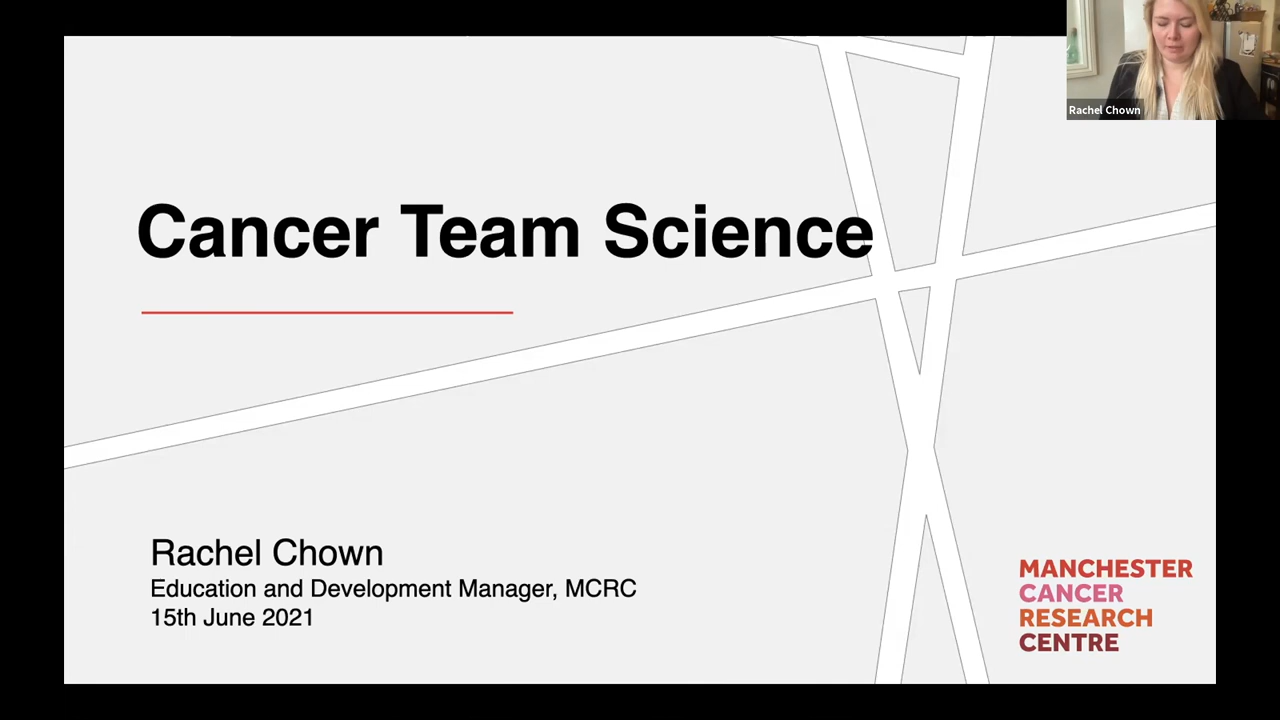 Rachel Chown
Cancer Team Science
Rachel Chown
Education and Development Manager, MCRC
15th June 2021
MANCHESTER
CANCER
RESEARCH
CENTRE